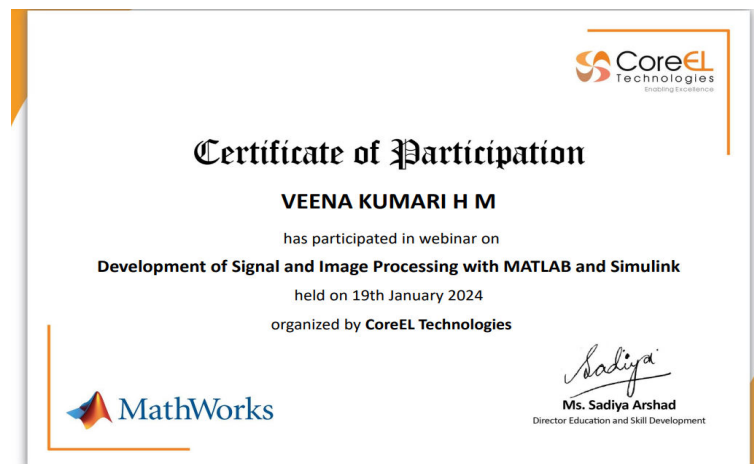 CoreEL
Technologies
Enabling Excellence
Certificate of Participation
VEENA KUMARI H M
has participated in webinar on
Development of Signal and Image Processing with MATLAB and Simulink
held on 19th January 2024
organized by CoreEL Technologies
Sadiya
Ms. Sadiya Arshad
Director Education and Skill Development
MathWorks